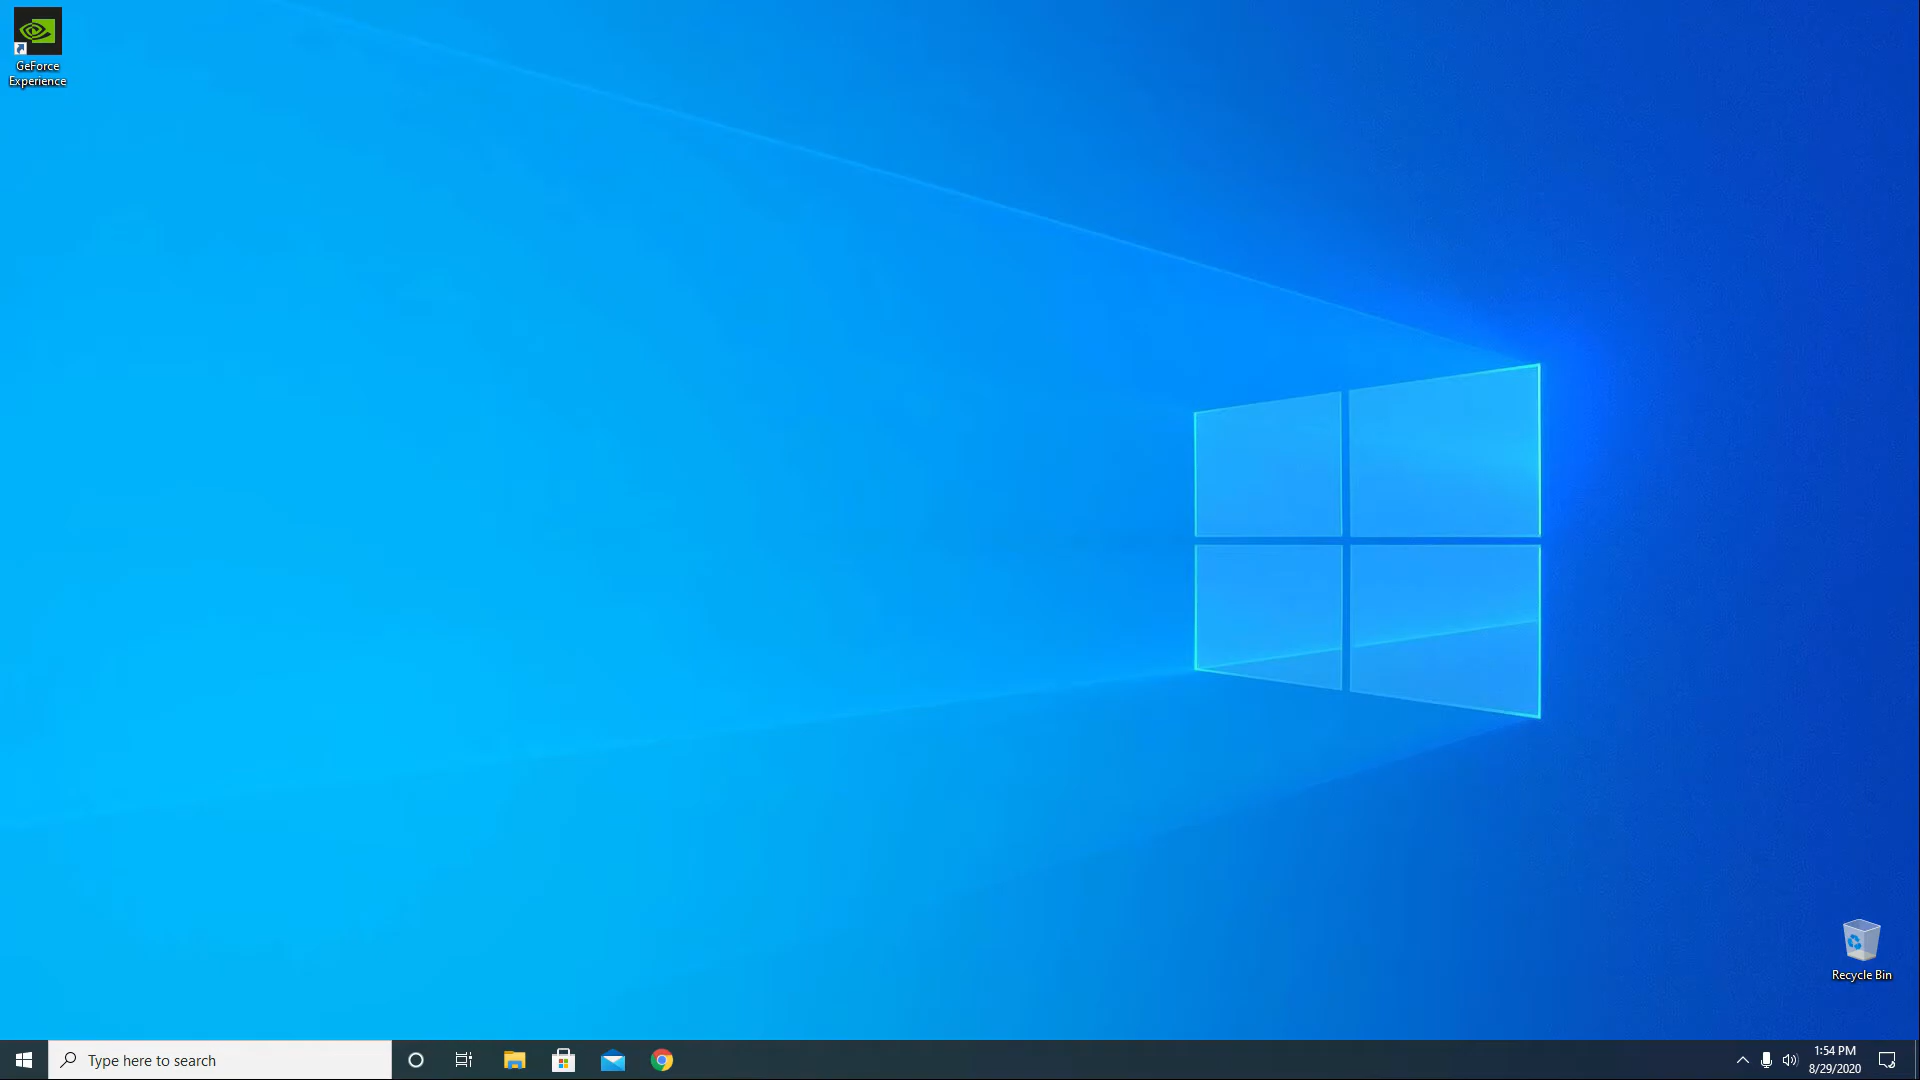 GeForce
Experience
Recycle Bin
Type here to search
1:54 PM
8/29/2020